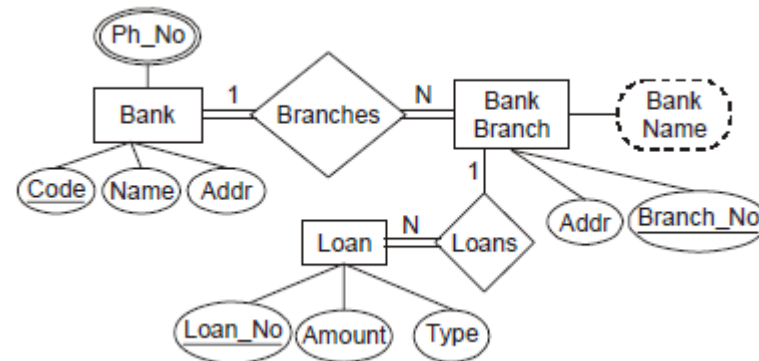 Ph_No
Bank
1
Branches
N
Bank
Branch
Bank
Name
Code
Name
Addr
1
Addr
Branch_No
Loan
N
Loans
Loan_No
Amount
Type